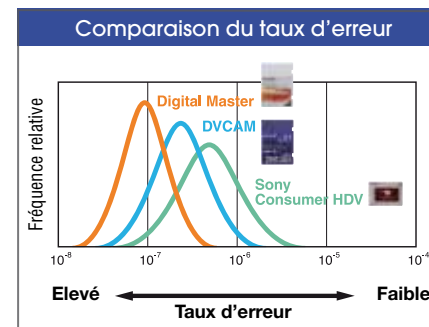 Comparaison du taux d'erreur
Fréquence relative
Digital Master
DVCAM
Sony
Consumer HDV
10-8
10-7
10-6
10-5
10-4
Elevé
Faible
Taux d'erreur